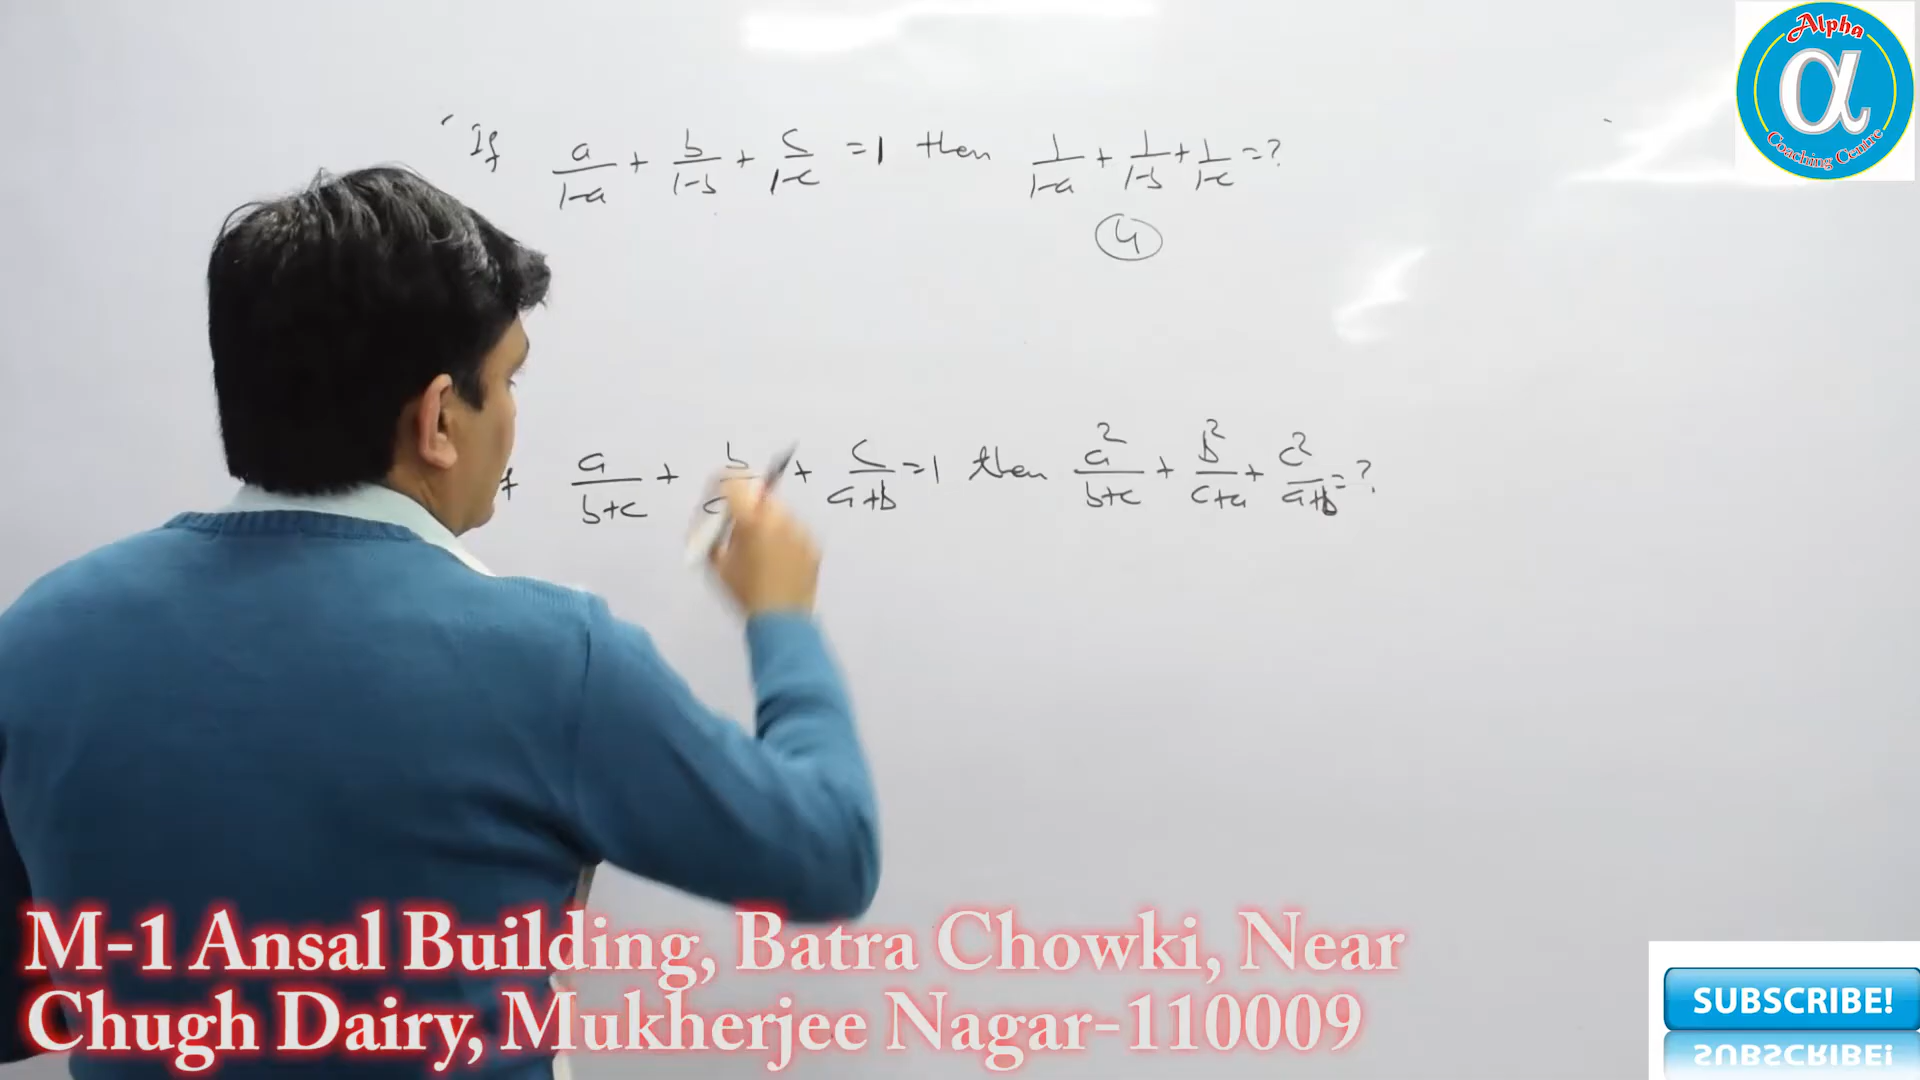 Alpha
α
Coaching Centre
If a/(1-a) + b/(1-b) + c/(1-c) = 1 then 1/(1-a) + 1/(1-b) + 1/(1-c) = ?
4
a/(b+c) + b + c/(a+b) = 1 then a²/(b+c) + b²/(c+a) + c²/(a+b) = ?
M-1 Ansal Building, Batra Chowki, Near
Chugh Dairy, Mukherjee Nagar-110009
SUBSCRIBE!